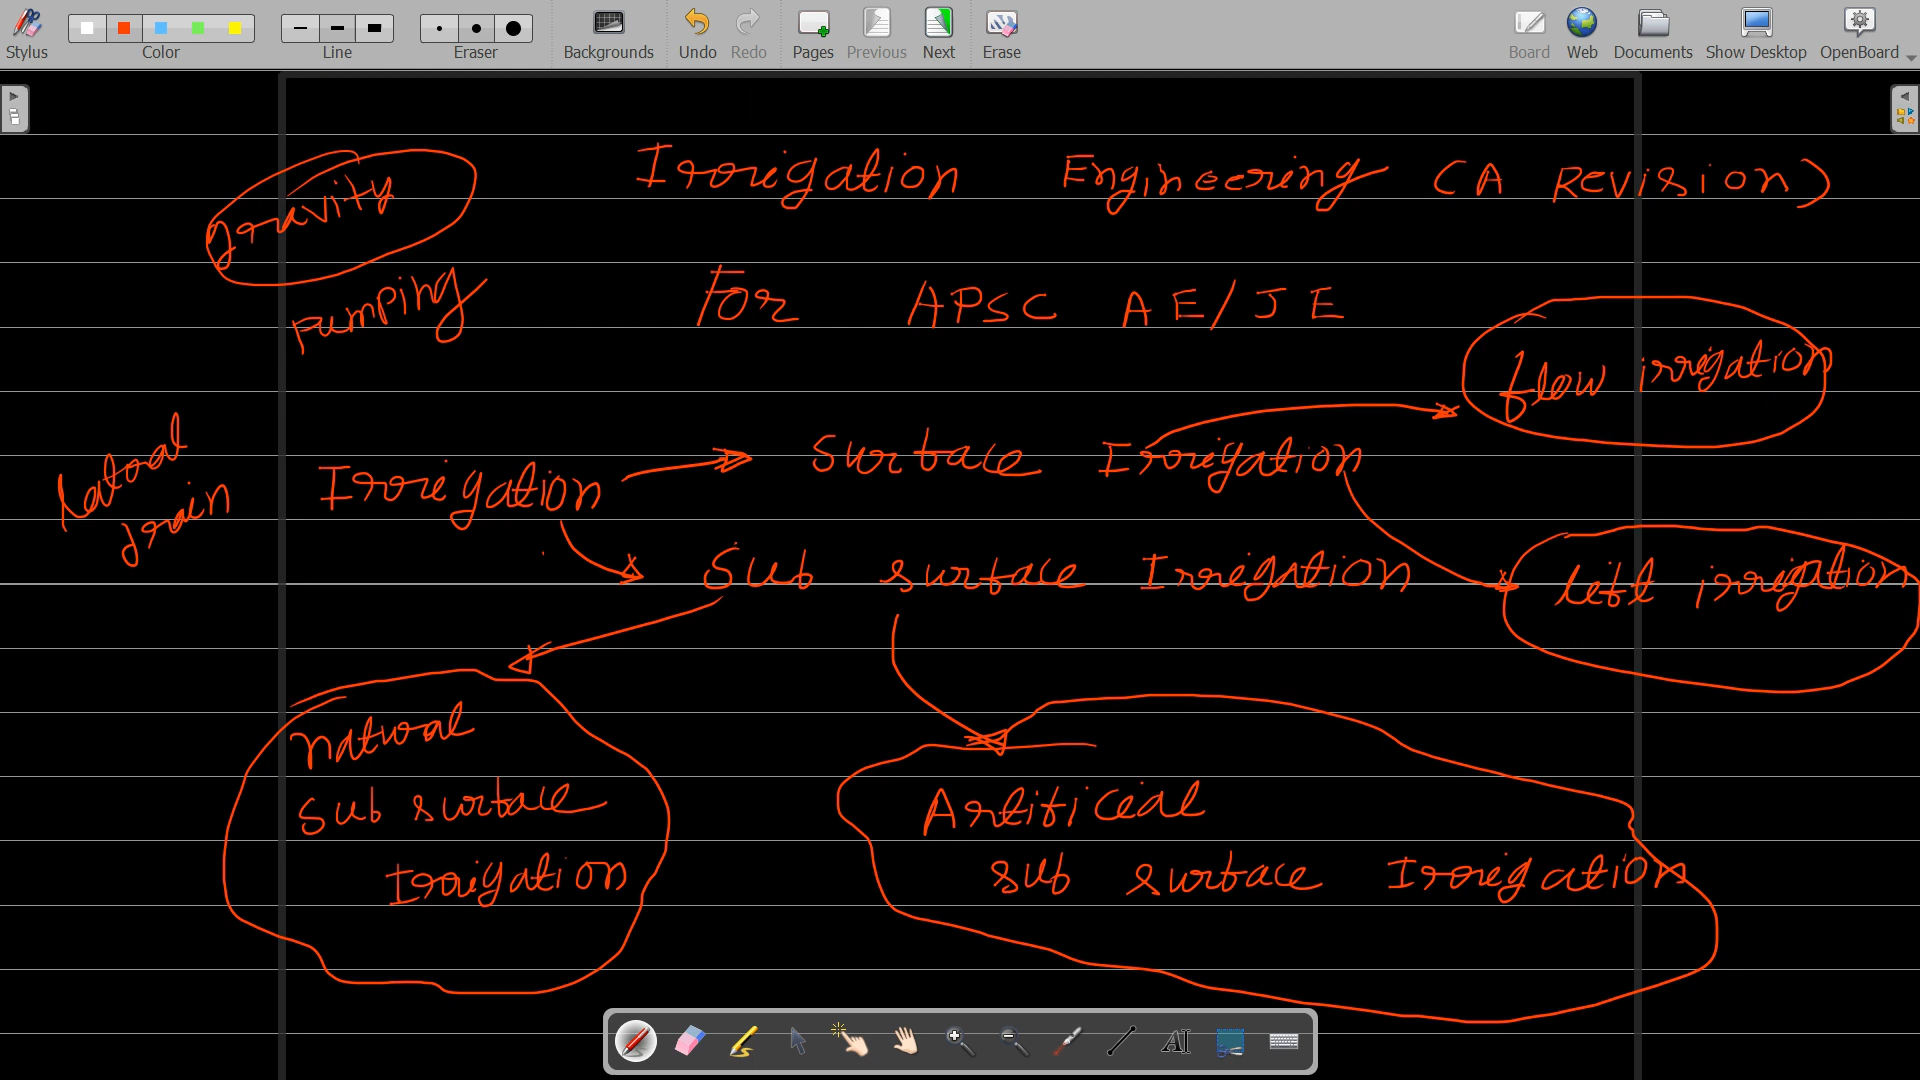 Stylus Color Line Eraser Backgrounds Undo Redo Pages Previous Next Erase Board Web Documents Show Desktop OpenBoard
Irrigation Engineering (A Revision)
gravity
pumping
For APSC AE/JE
flow irrigation
Surface Irrigation
Irrigation
drain
Sub surface Irrigation
lift irrigation
natural
sub surface
Irrigation
Artificial
sub surface Irrigation
AI